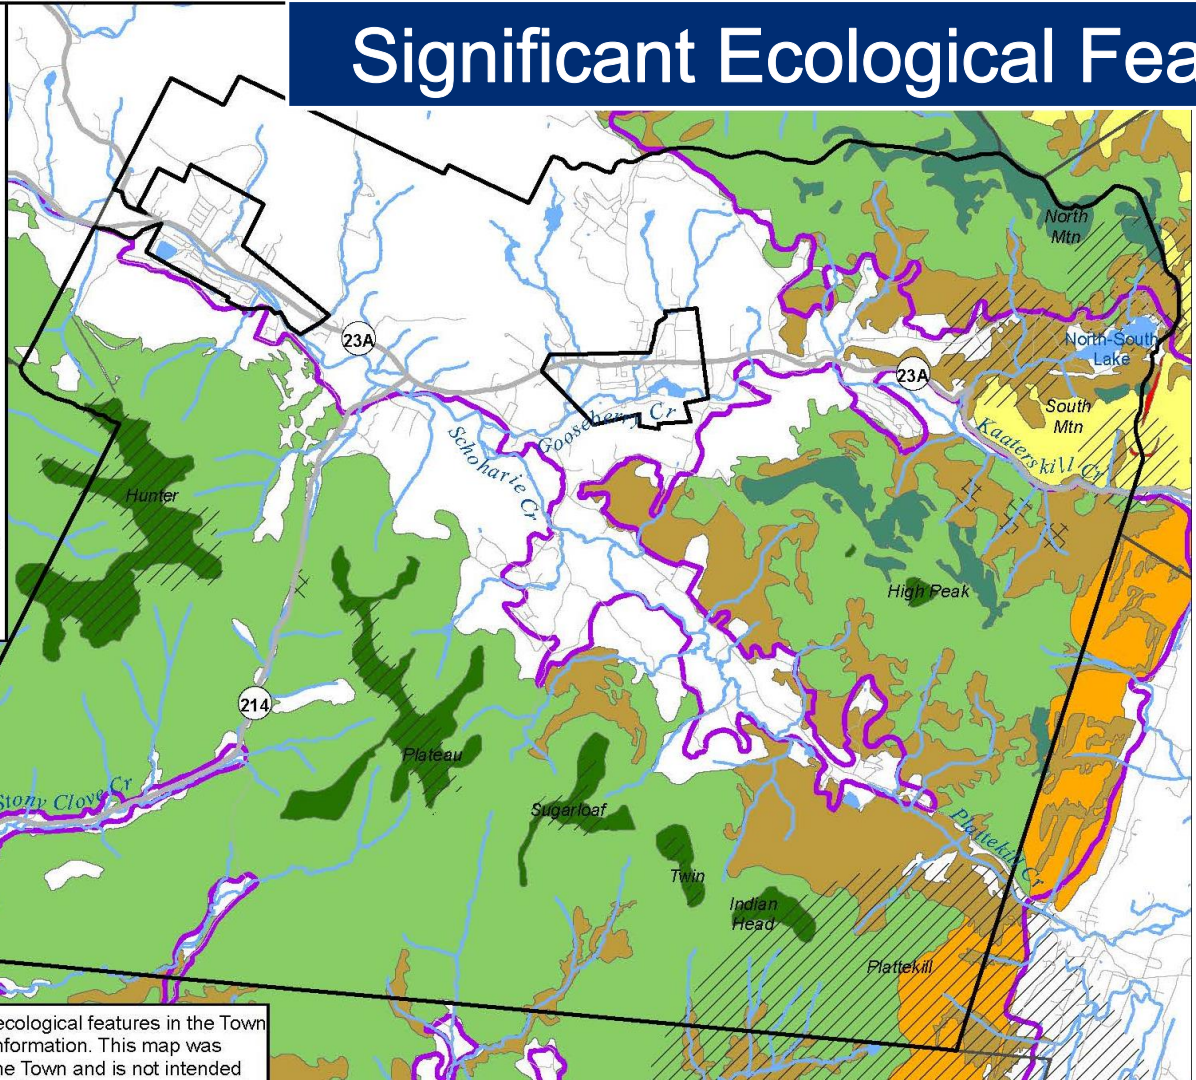 Significant Ecological Fea
North
Mtn
23A
North-South
Lake
23A
South
Mtn
Gooseberry Cr
Schoharie Cr
Kaaterskill Cr
Hunter
High Peak
214
Plateau
Stony Clove Cr
Sugarloaf
Plattekill Cr
Twin
Indian
Head
Plattekill
ecological features in the Town
nformation. This map was
he Town and is not intended